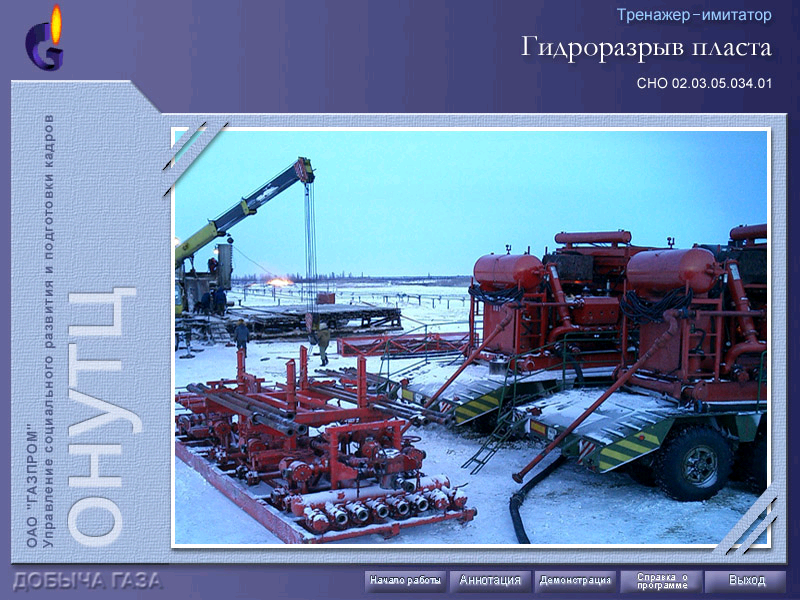 Тренажер-имитатор
Гидроразрыв пласта
СНО 02.03.05.034.01
ОАО "ГАЗПРОМ"
Управление социального развития и подготовки кадров
ОНУТЦ
ДОБЫЧА ГАЗА
Начало работы
Аннотация
Демонстрация
Справка о
программе
Выход